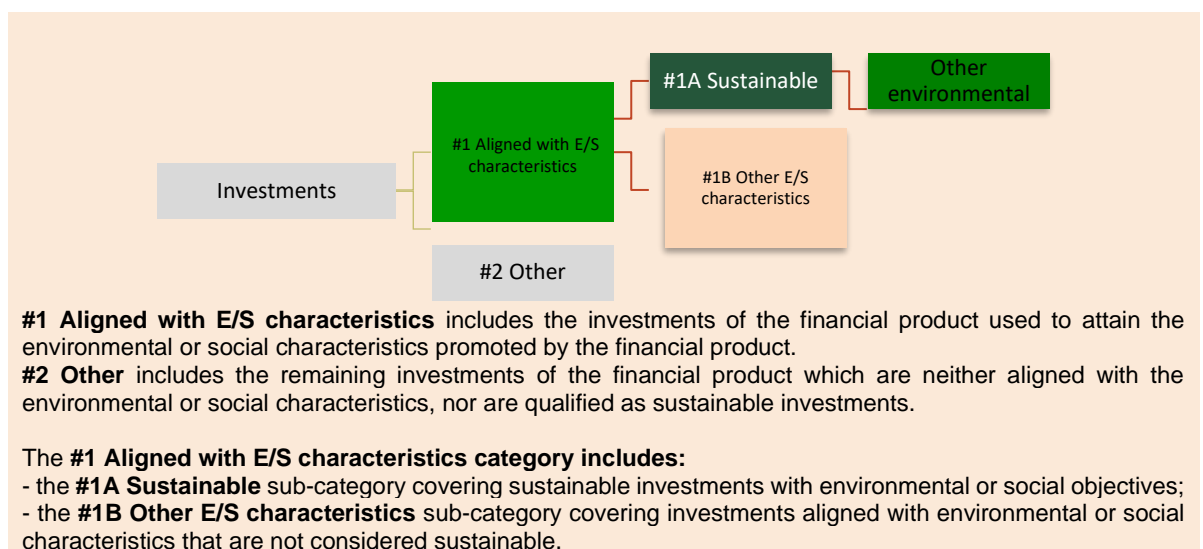 #1A Sustainable
Other
environmental
#1 Aligned with E/S
characteristics
#1B Other E/S
characteristics
Investments
#2 Other
#1 Aligned with E/S characteristics includes the investments of the financial product used to attain the
environmental or social characteristics promoted by the financial product.
#2 Other includes the remaining investments of the financial product which are neither aligned with the
environmental or social characteristics, nor are qualified as sustainable investments.
The #1 Aligned with E/S characteristics category includes:
- the #1A Sustainable sub-category covering sustainable investments with environmental or social objectives;
- the #1B Other E/S characteristics sub-category covering investments aligned with environmental or social
characteristics that are not considered sustainable.